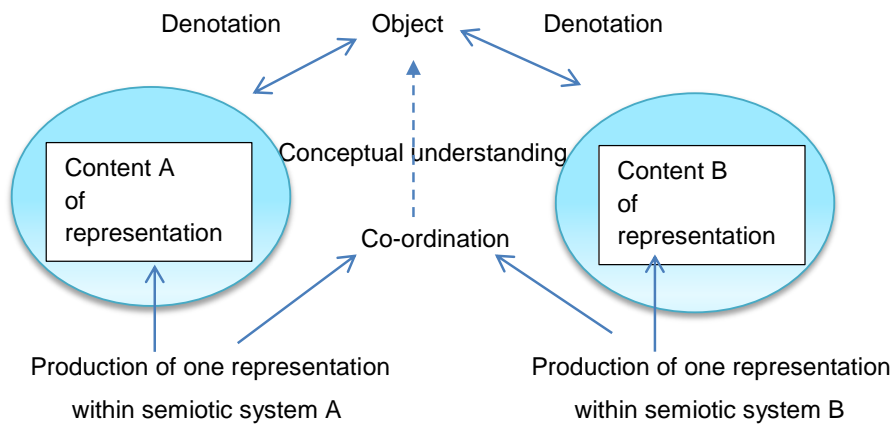 Denotation Object Denotation
Conceptual understanding
Content A
of
representation
Content B
of
representation
Co-ordination
Production of one representation
within semiotic system A
Production of one representation
within semiotic system B